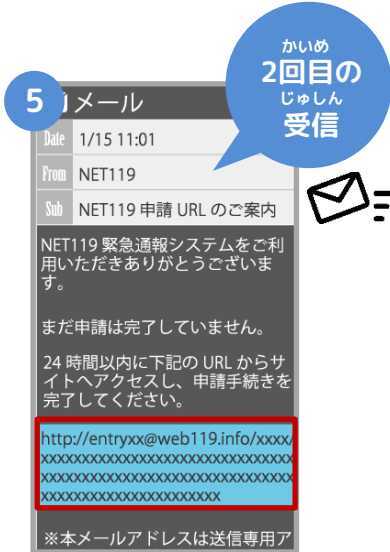 かいめ
2回目の
じゅしん
受信
5
メール
Date 1/15 11:01
From NET119
Sub NET119 申請 URL のご案内
NET119 緊急通報システムをご利
用いただきありがとうございま
す。
まだ申請は完了していません。
24 時間以内に下記の URL からサ
イトへアクセスし、申請手続きを
完了してください。
http://entryxx@web119.info/xxxx/
xxxxxxxxxxxxxxxxxxxxxxxxxxxxx
xxxxxxxxxxxxxxxxxxxxxxxxxxxxx
xxxxxxxxxxxxxxxxxxxxx
※本メールアドレスは送信専用ア